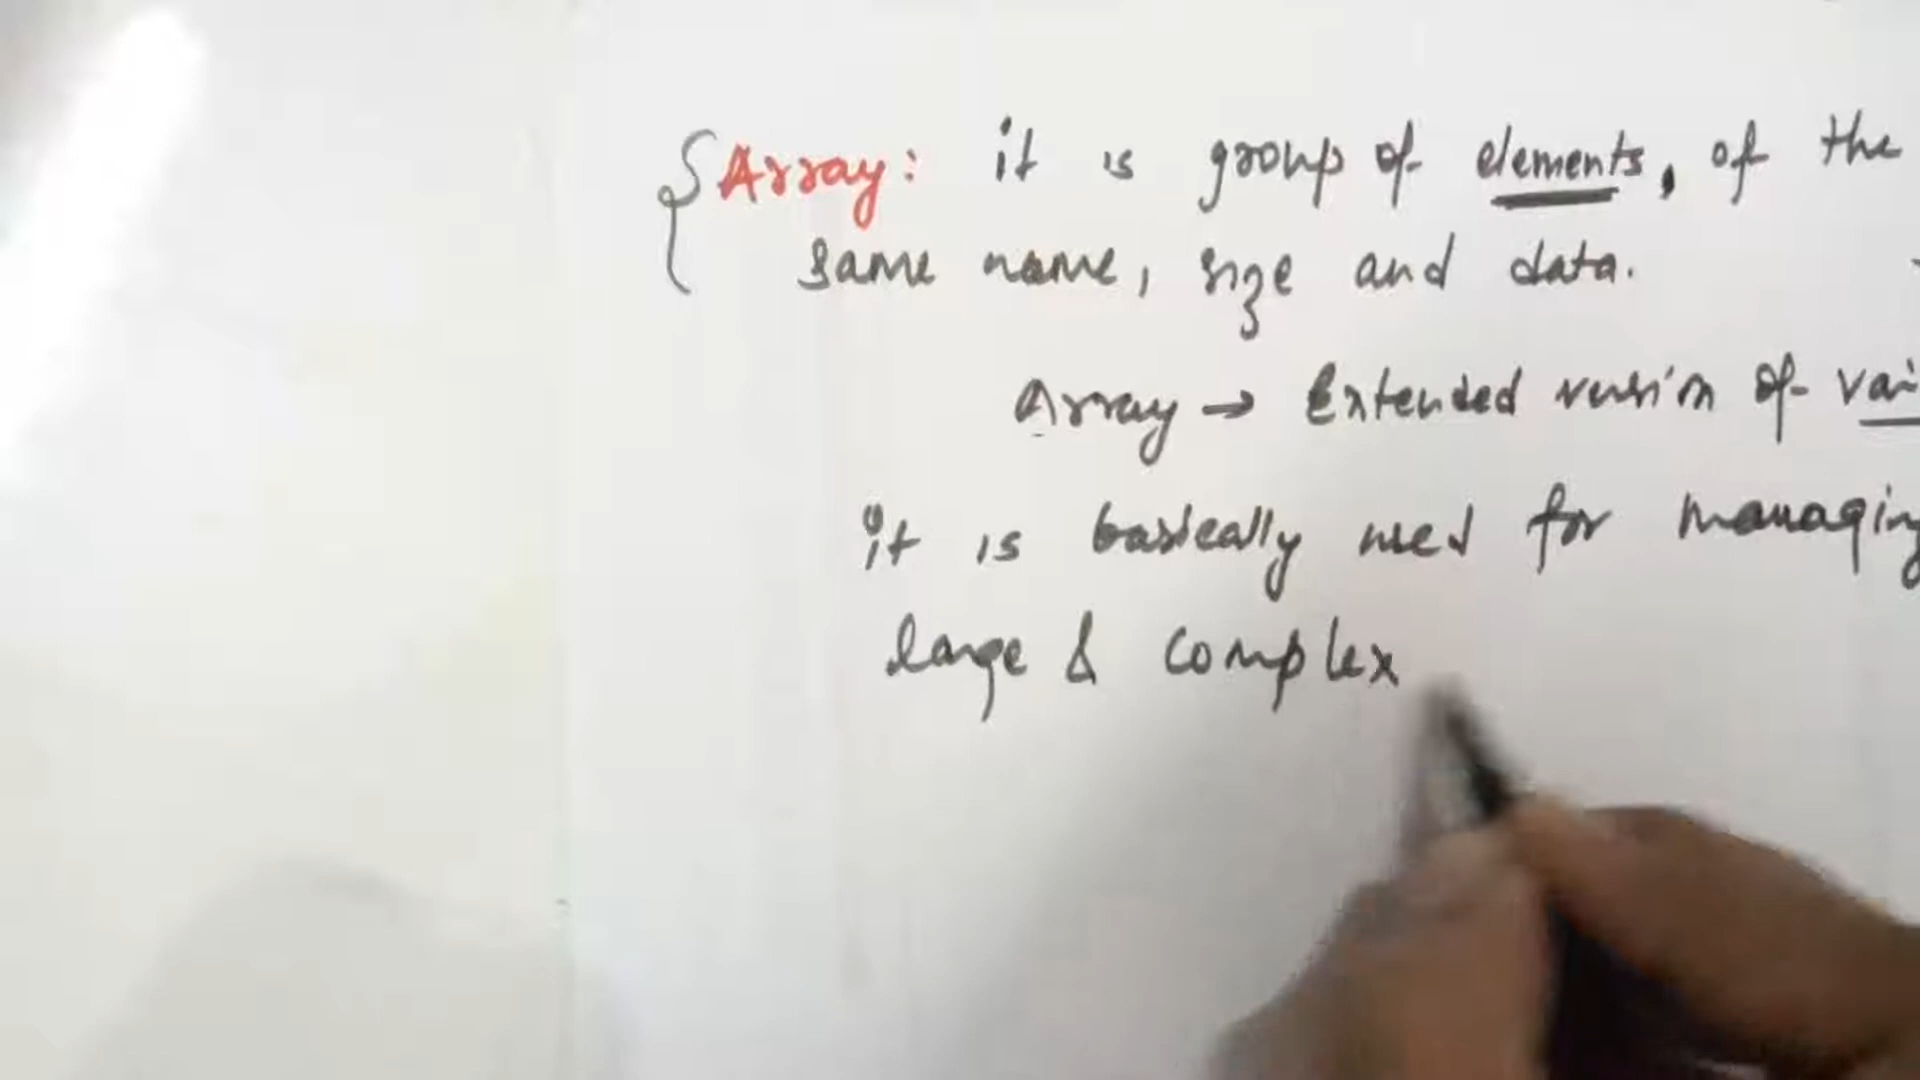 Array: it is group of elements, of the
same name, size and data.
Array → Extended version of
it is basically used for managing
large & complex